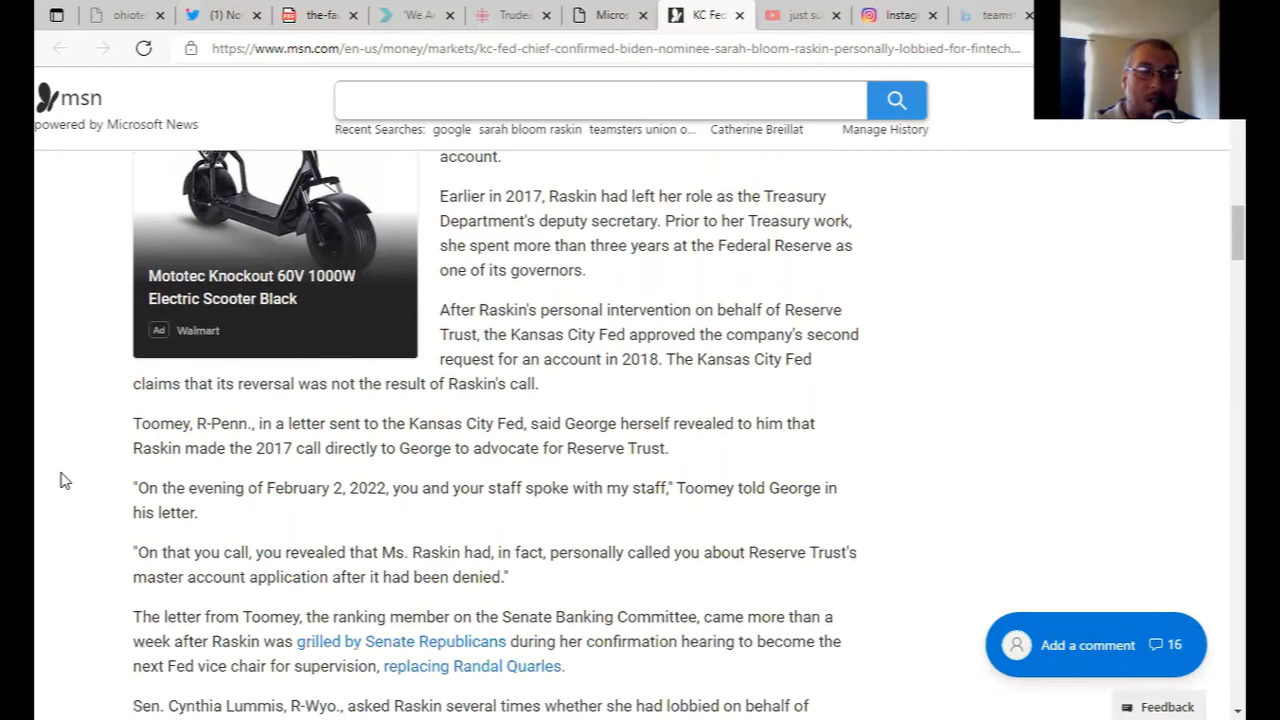 ohiote
(1) No
the-fa
"We A
Trude
Micros
KC Fec
just s
Instag
teams
https://www.msn.com/en-us/money/markets/kc-fed-chief-confirmed-biden-nominee-sarah-bloom-raskin-personally-lobbied-for-fintech...
msn
powered by Microsoft News
Recent Searches: google sarah bloom raskin teamsters union o... Catherine Breillat Manage History
account.
Earlier in 2017, Raskin had left her role as the Treasury
Department's deputy secretary. Prior to her Treasury work,
she spent more than three years at the Federal Reserve as
one of its governors.
Mototec Knockout 60V 1000W
Electric Scooter Black
Ad Walmart
After Raskin's personal intervention on behalf of Reserve
Trust, the Kansas City Fed approved the company's second
request for an account in 2018. The Kansas City Fed
claims that its reversal was not the result of Raskin's call.
Toomey, R-Penn., in a letter sent to the Kansas City Fed, said George herself revealed to him that
Raskin made the 2017 call directly to George to advocate for Reserve Trust.
"On the evening of February 2, 2022, you and your staff spoke with my staff," Toomey told George in
his letter.
"On that you call, you revealed that Ms. Raskin had, in fact, personally called you about Reserve Trust's
master account application after it had been denied."
The letter from Toomey, the ranking member on the Senate Banking Committee, came more than a
week after Raskin was grilled by Senate Republicans during her confirmation hearing to become the
next Fed vice chair for supervision, replacing Randal Quarles.
Sen. Cynthia Lummis, R-Wyo., asked Raskin several times whether she had lobbied on behalf of
Add a comment 16
Feedback